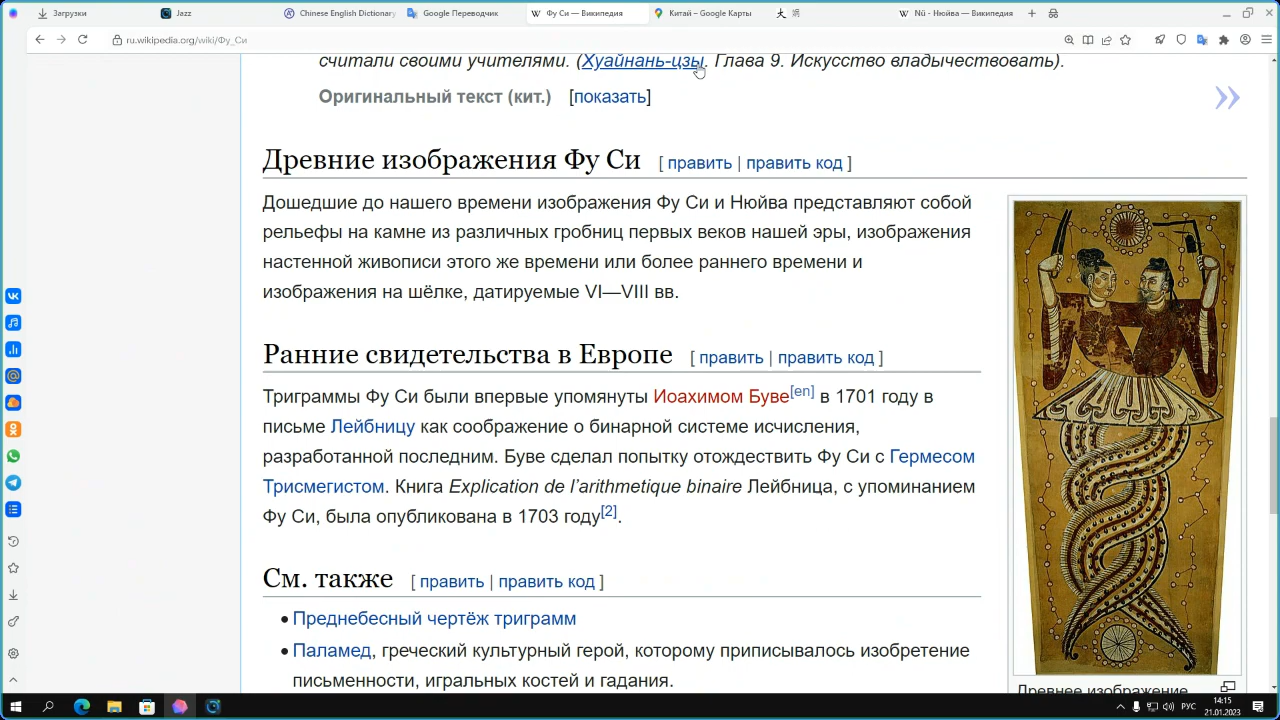 Загрузки
Jazz
Chinese English Dictionary
Google Переводчик
Фу Си — Википедия
Китай – Google Карты
Nü - Нюйва — Википедия
ru.wikipedia.org/wiki/Фу_Си
считали своими учителями. (Хуайнань-цзы. Глава 9. Искусство владычествовать).
Оригинальный текст (кит.) [показать]
Древние изображения Фу Си [ править | править код ]
Дошедшие до нашего времени изображения Фу Си и Нюйва представляют собой
рельефы на камне из различных гробниц первых веков нашей эры, изображения
настенной живописи этого же времени или более раннего времени и
изображения на шёлке, датируемые VI—VIII вв.
Ранние свидетельства в Европе [ править | править код ]
Триграммы Фу Си были впервые упомянуты Иоахимом Буве[en] в 1701 году в
письме Лейбницу как соображение о бинарной системе исчисления,
разработанной последним. Буве сделал попытку отождествить Фу Си с Гермесом
Трисмегистом. Книга Explication de l’arithmetique binaire Лейбница, с упоминанием
Фу Си, была опубликована в 1703 году[2].
См. также [ править | править код ]
Преднебесный чертёж триграмм
Паламед, греческий культурный герой, которому приписывалось изобретение
письменности, игральных костей и гадания.
Древнее изображение
РУС
14:15
21.01.2023